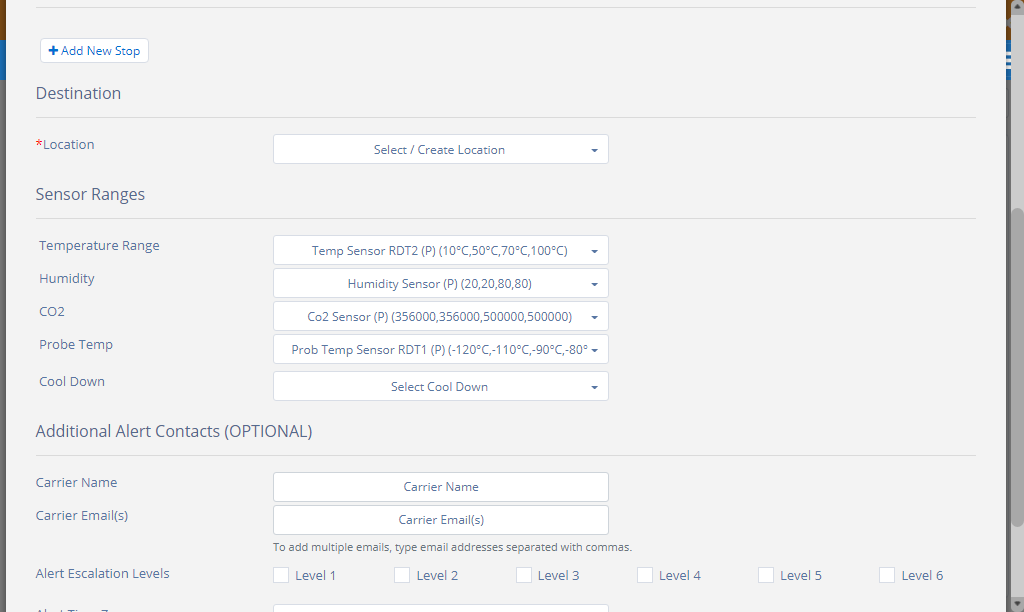 + Add New Stop
Destination
*Location
Select / Create Location
Sensor Ranges
Temperature Range
Temp Sensor RDT2 (P) (10°C,50°C,70°C,100°C)
Humidity
Humidity Sensor (P) (20,20,80,80)
CO2
Co2 Sensor (P) (356000,356000,500000,500000)
Probe Temp
Prob Temp Sensor RDT1 (P) (-120°C,-110°C,-90°C,-80°
Cool Down
Select Cool Down
Additional Alert Contacts (OPTIONAL)
Carrier Name
Carrier Name
Carrier Email(s)
Carrier Email(s)
To add multiple emails, type email addresses separated with commas.
Alert Escalation Levels
Level 1
Level 2
Level 3
Level 4
Level 5
Level 6